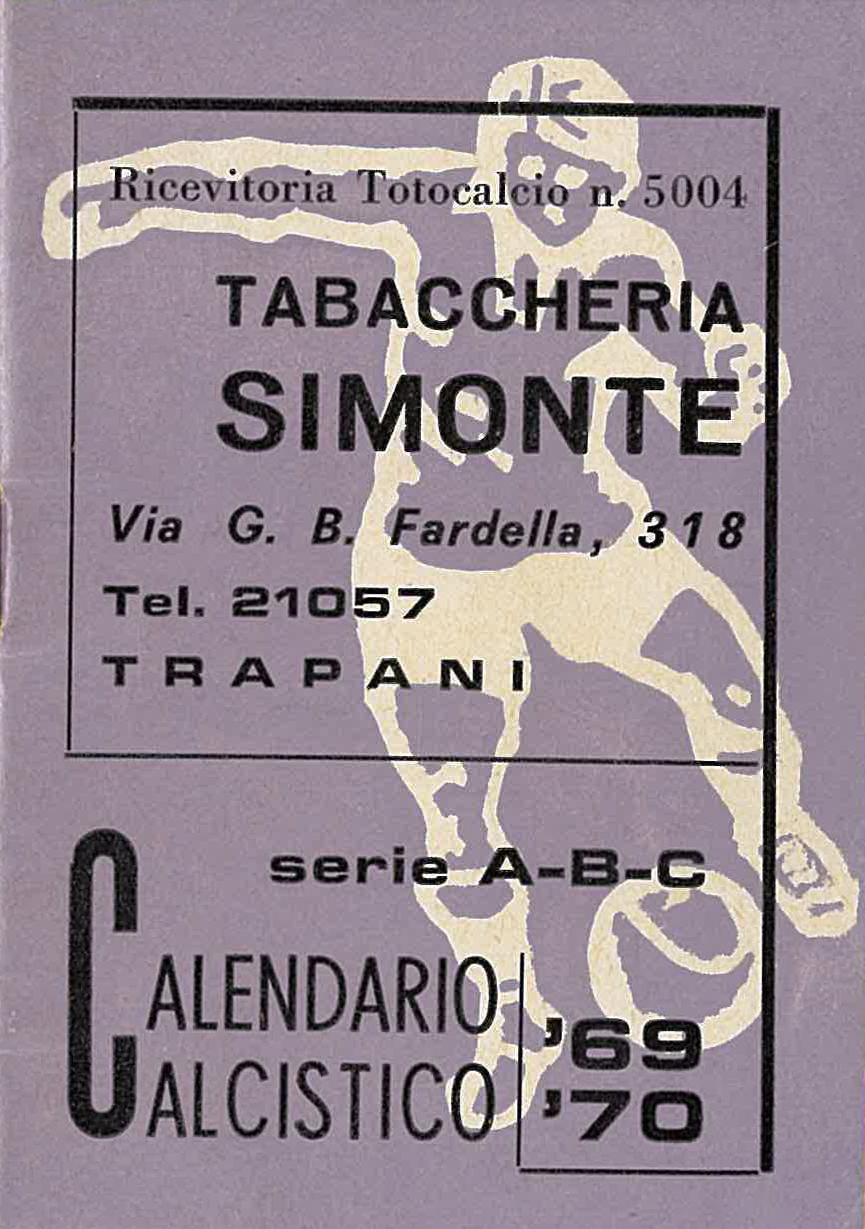 Ricevitoria Totocalcio n. 5004
TABACCHERIA
SIMONTE
Via G. B. Fardella, 318
Tel. 21057
TRAPANI
serie A-B-C
CALENDARIO
CALCISTICO
'69
'70